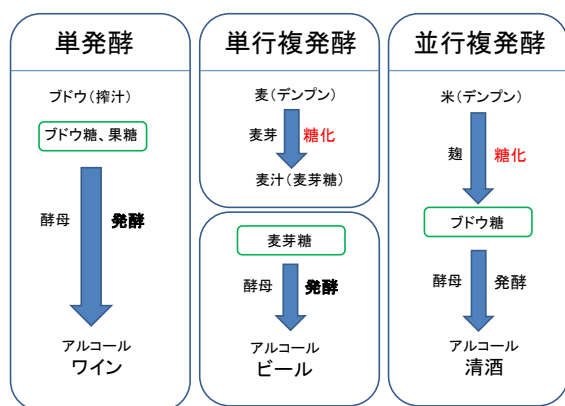 単発酵
ブドウ(搾汁)
ブドウ糖、果糖
酵母 発酵
アルコール
ワイン
単行複発酵
麦(デンプン)
麦芽 糖化
麦汁(麦芽糖)
麦芽糖
酵母 発酵
アルコール
ビール
並行複発酵
米(デンプン)
麹 糖化
ブドウ糖
酵母 発酵
アルコール
清酒